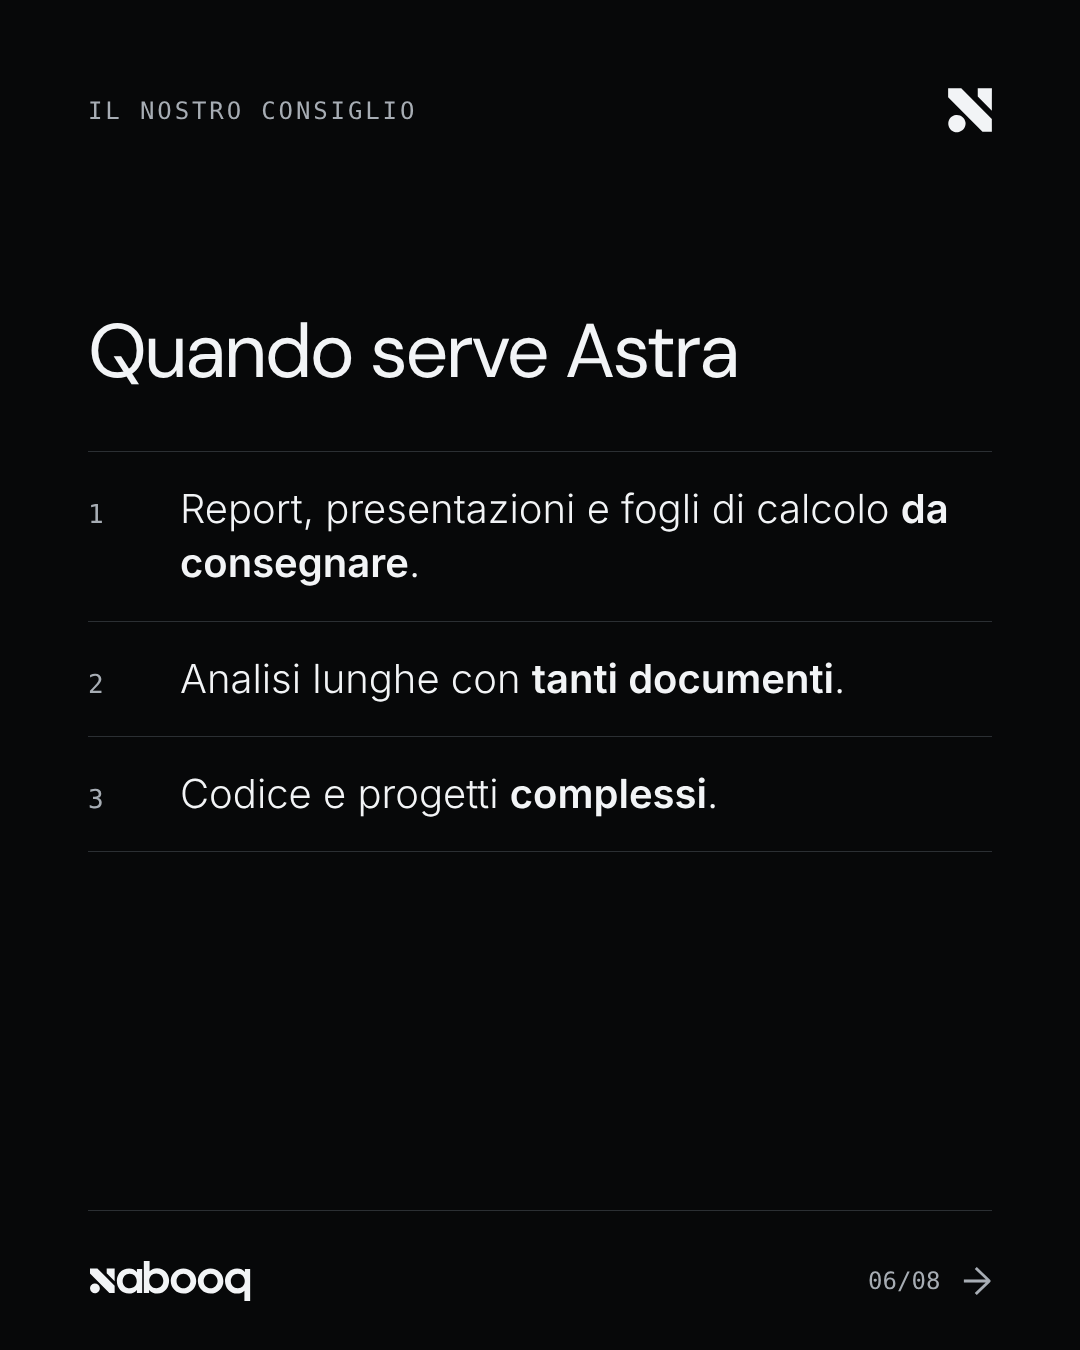 IL NOSTRO CONSIGLIO
Quando serve Astra
1
Report, presentazioni e fogli di calcolo da
consegnare.
2
Analisi lunghe con tanti documenti.
3
Codice e progetti complessi.
nabooq
06/08